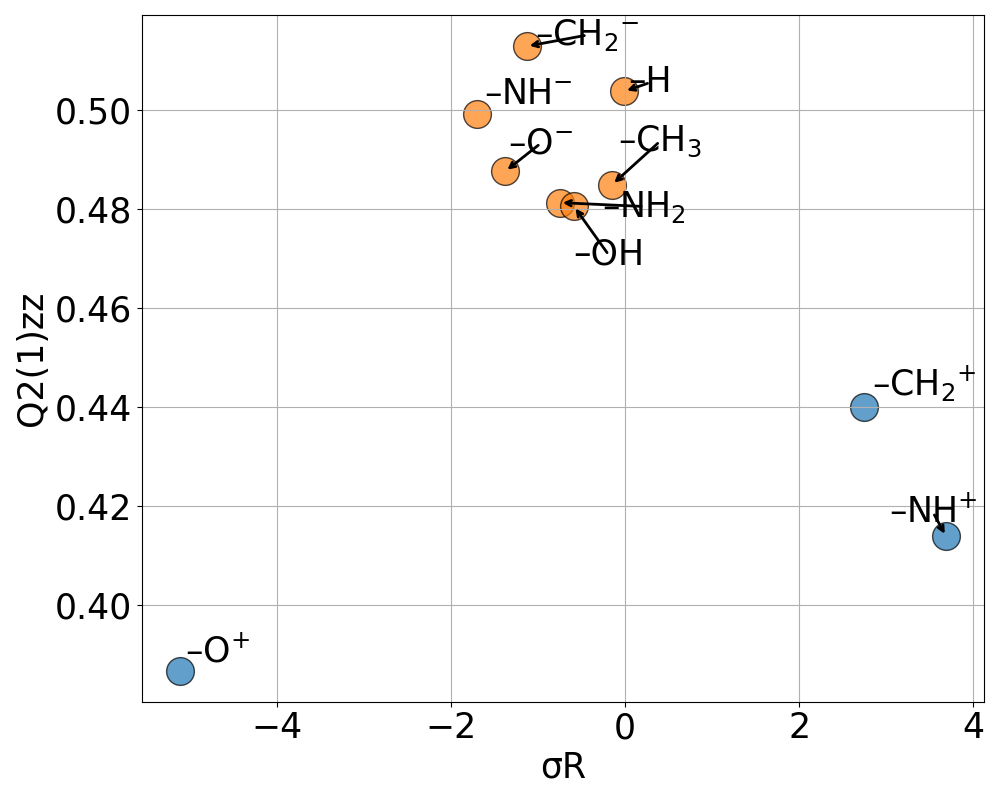 –CH₂⁻
–H
–NH⁻
–O⁻
–CH₃
–NH₂
–OH
–CH₂⁺
–NH⁺
–O⁺
0.50
0.48
0.46
0.44
0.42
0.40
Q2(1)zz
−4 −2 0 2 4
σR